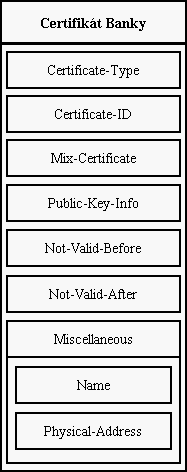 Certifikát Banky
Certificate-Type
Certificate-ID
Mix-Certificate
Public-Key-Info
Not-Valid-Before
Not-Valid-After
Miscellaneous
Name
Physical-Address